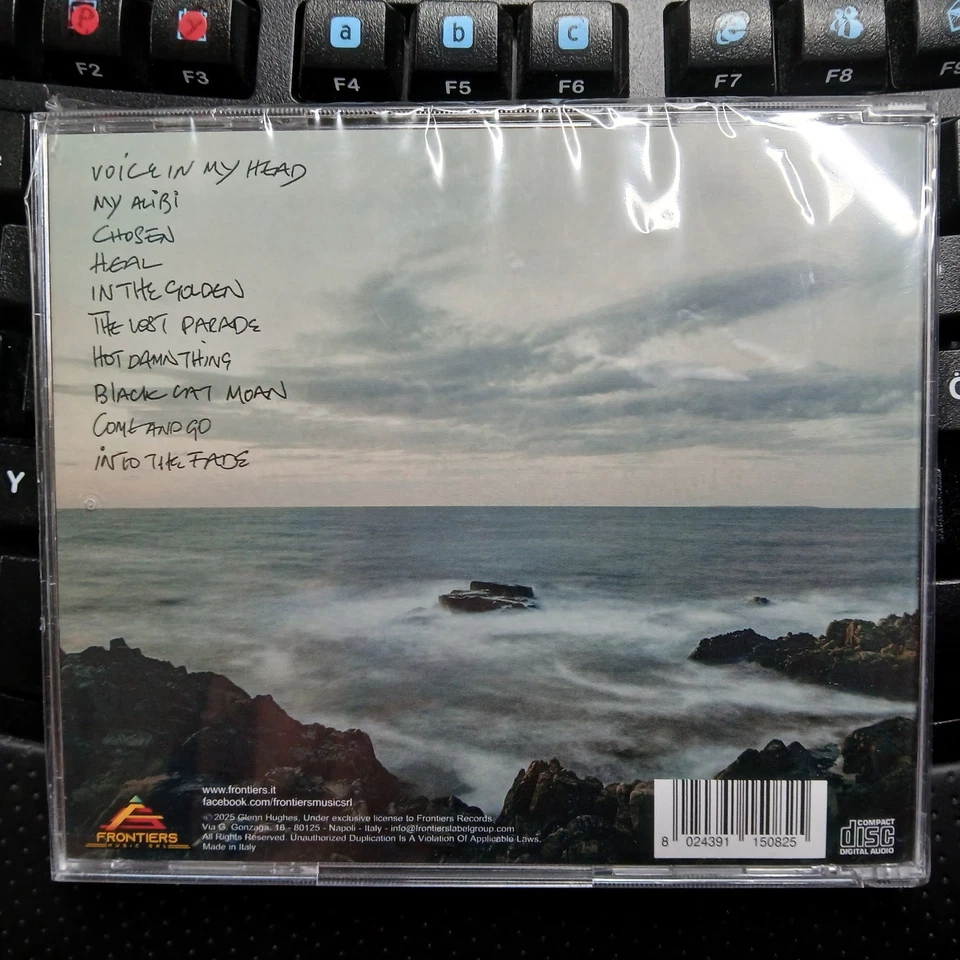 F2
F3
a
F4
b
F5
c
F6
F7
F8
F9
VOICE IN MY HEAD
MY ALIBI
CHOSEN
HEAL
IN THE GOLDEN
THE LOST PARADE
HOT DAMN THING
BLACK CAT MOAN
COME AND GO
INTO THE FADE
Y
Ö
www.frontiers.it
facebook.com/frontiersmusicsrl
© 2025 Glenn Hughes. Under exclusive license to Frontiers Records
Via G. Gonzaga, 16 - 80125 - Napoli - Italy - info@frontierslabelgroup.com
All Rights Reserved. Unauthorized Duplication Is A Violation Of Applicable Laws.
Made in Italy
FRONTIERS
MUSIC SRL
8 024391 150825
COMPACT
disc
DIGITAL AUDIO